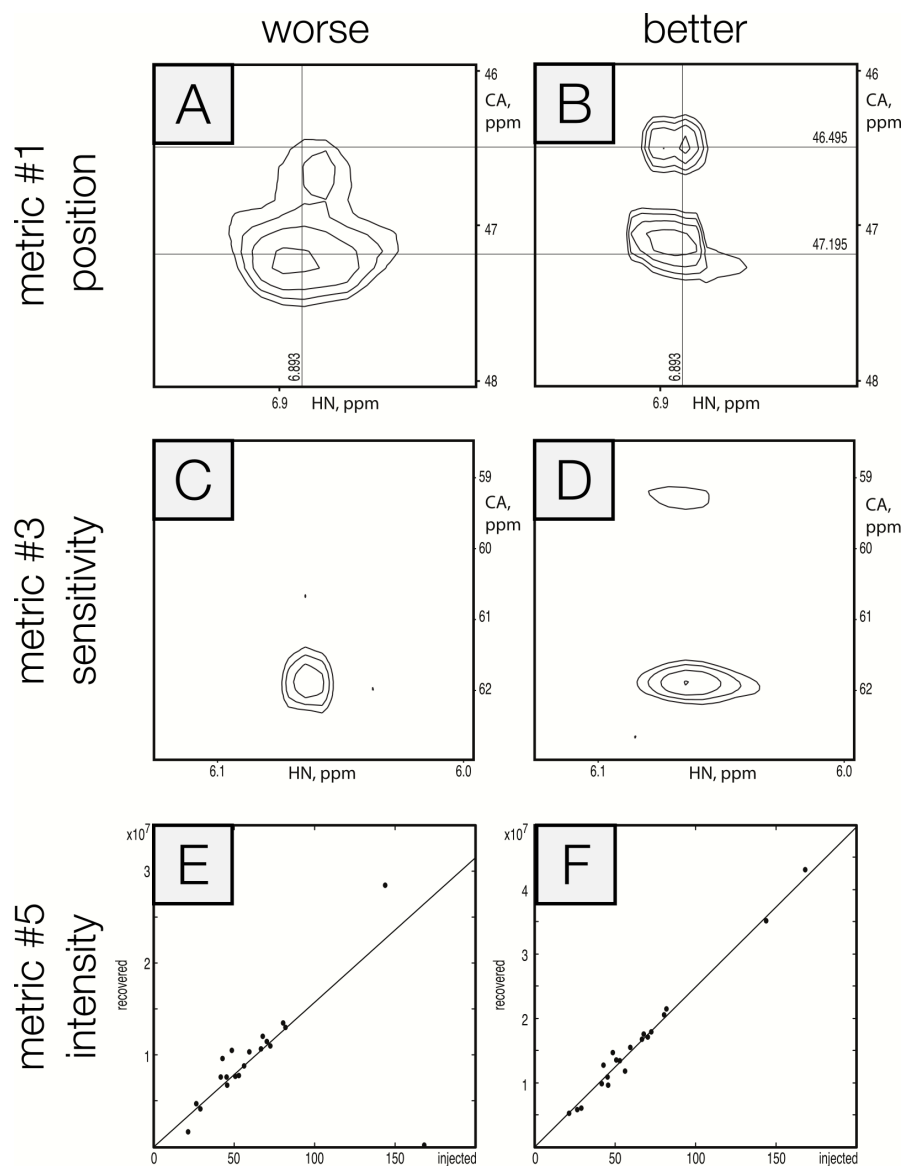 worse
better
metric #1
position
A
46
CA,
ppm
47
48
6.893
6.9
HN, ppm
B
46
CA,
ppm
46.495
47
47.195
48
6.893
6.9
HN, ppm
metric #3
sensitivity
C
59
CA,
ppm
60
61
62
6.1
HN, ppm
6.0
D
59
CA,
ppm
60
61
62
6.1
HN, ppm
6.0
metric #5
intensity
x10⁷
E
3
2
1
recovered
0
50
100
150
injected
x10⁷
F
4
3
2
1
recovered
0
50
100
150
injected